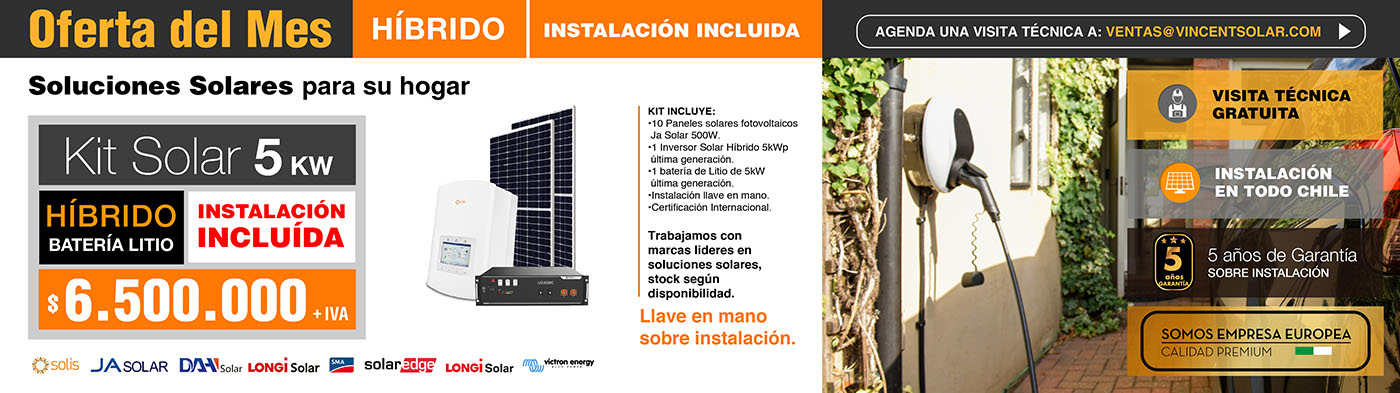 Oferta del Mes
HÍBRIDO
INSTALACIÓN INCLUIDA
AGENDA UNA VISITA TÉCNICA A: VENTAS@VINCENTSOLAR.COM
Soluciones Solares para su hogar
Kit Solar 5 KW
HÍBRIDO
BATERÍA LITIO
INSTALACIÓN
INCLUÍDA
$ 6.500.000 + IVA
KIT INCLUYE:
•10 Paneles solares fotovoltaicos
Ja Solar 500W.
•1 Inversor Solar Híbrido 5kWp
última generación.
•1 batería de Litio de 5kW
última generación.
•Instalación llave en mano.
•Certificación Internacional.
Trabajamos con
marcas lideres en
soluciones solares,
stock según
disponibilidad.
Llave en mano
sobre instalación.
solis
JA SOLAR
DAH Solar
LONGi Solar
SMA
solaredge
LONGi Solar
victron energy
BLUE POWER
VISITA TÉCNICA
GRATUITA
INSTALACIÓN
EN TODO CHILE
5
años
GARANTÍA
5 años de Garantía
SOBRE INSTALACIÓN
SOMOS EMPRESA EUROPEA
CALIDAD PREMIUM